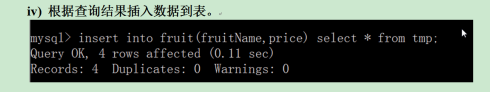 iv) 根据查询结果插入数据到表。
mysql> insert into fruit(fruitName,price) select * from tmp;
Query OK, 4 rows affected (0.11 sec)
Records: 4  Duplicates: 0  Warnings: 0